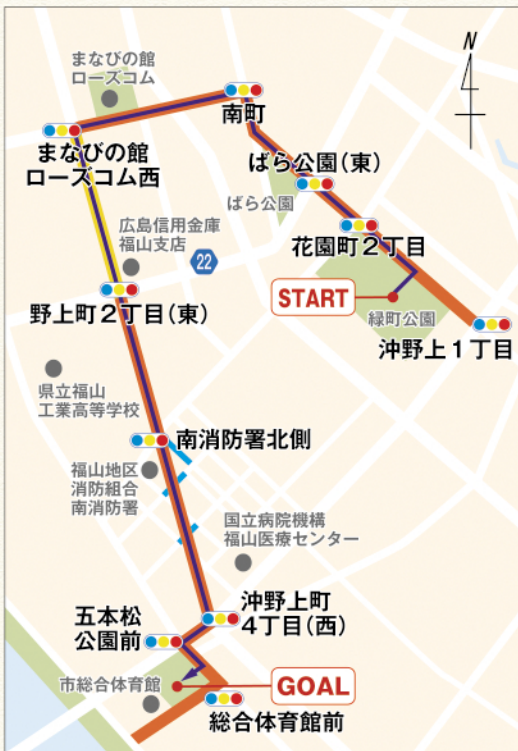 まなびの館
ローズコム
N
南町
まなびの館
ローズコム西
ばら公園(東)
ばら公園
広島信用金庫
福山支店
22
花園町2丁目
START
緑町公園
野上町2丁目(東)
沖野上1丁目
県立福山
工業高等学校
南消防署北側
福山地区
消防組合
南消防署
国立病院機構
福山医療センター
沖野上町
4丁目(西)
五本松
公園前
市総合体育館
GOAL
総合体育館前